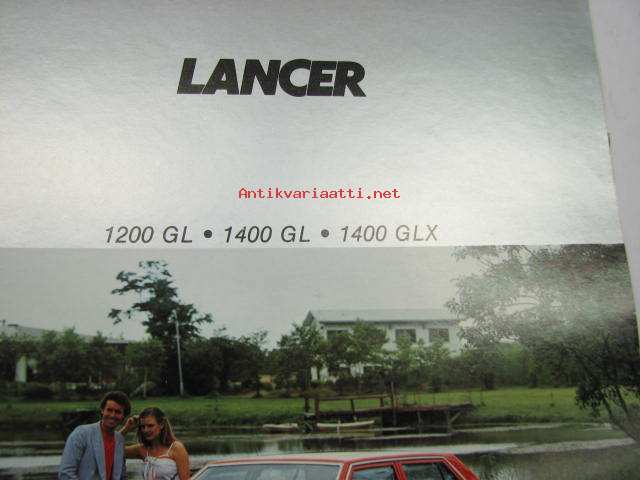 LANCER
Antikvariaatti.net
1200 GL • 1400 GL • 1400 GLX